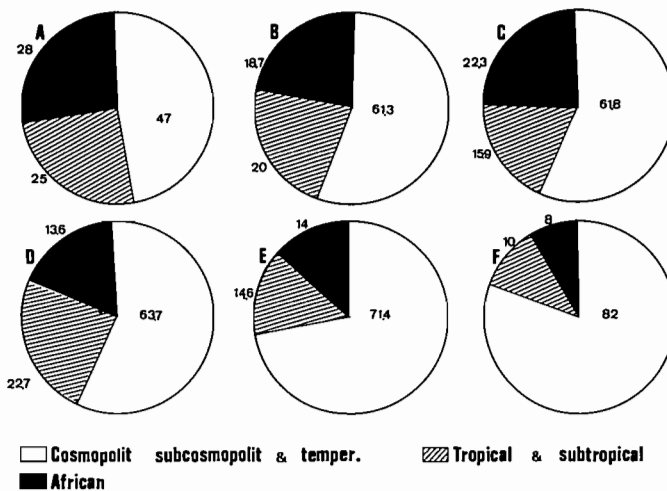 A
28
47
25
B
18,7
61,3
20
C
22,3
61,8
15,9
D
13,6
63,7
22,7
E
14
71,4
14,6
F
8
10
82
Cosmopolit subcosmopolit & temper. Tropical & subtropical
African